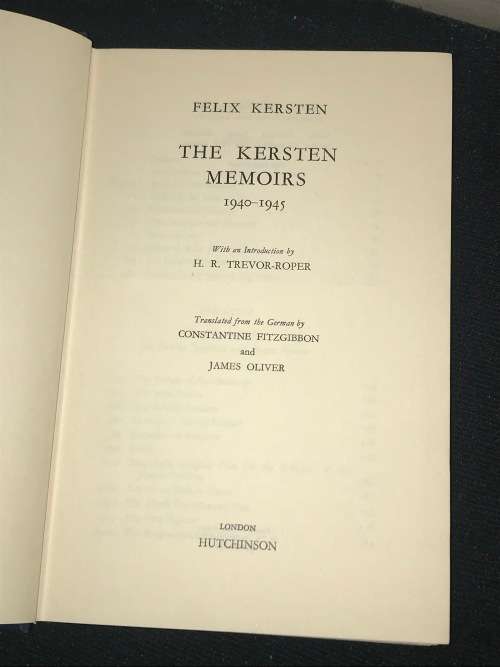 FELIX KERSTEN
THE KERSTEN
MEMOIRS
1940–1945
With an Introduction by
H. R. TREVOR-ROPER
Translated from the German by
CONSTANTINE FITZGIBBON
and
JAMES OLIVER
LONDON
HUTCHINSON